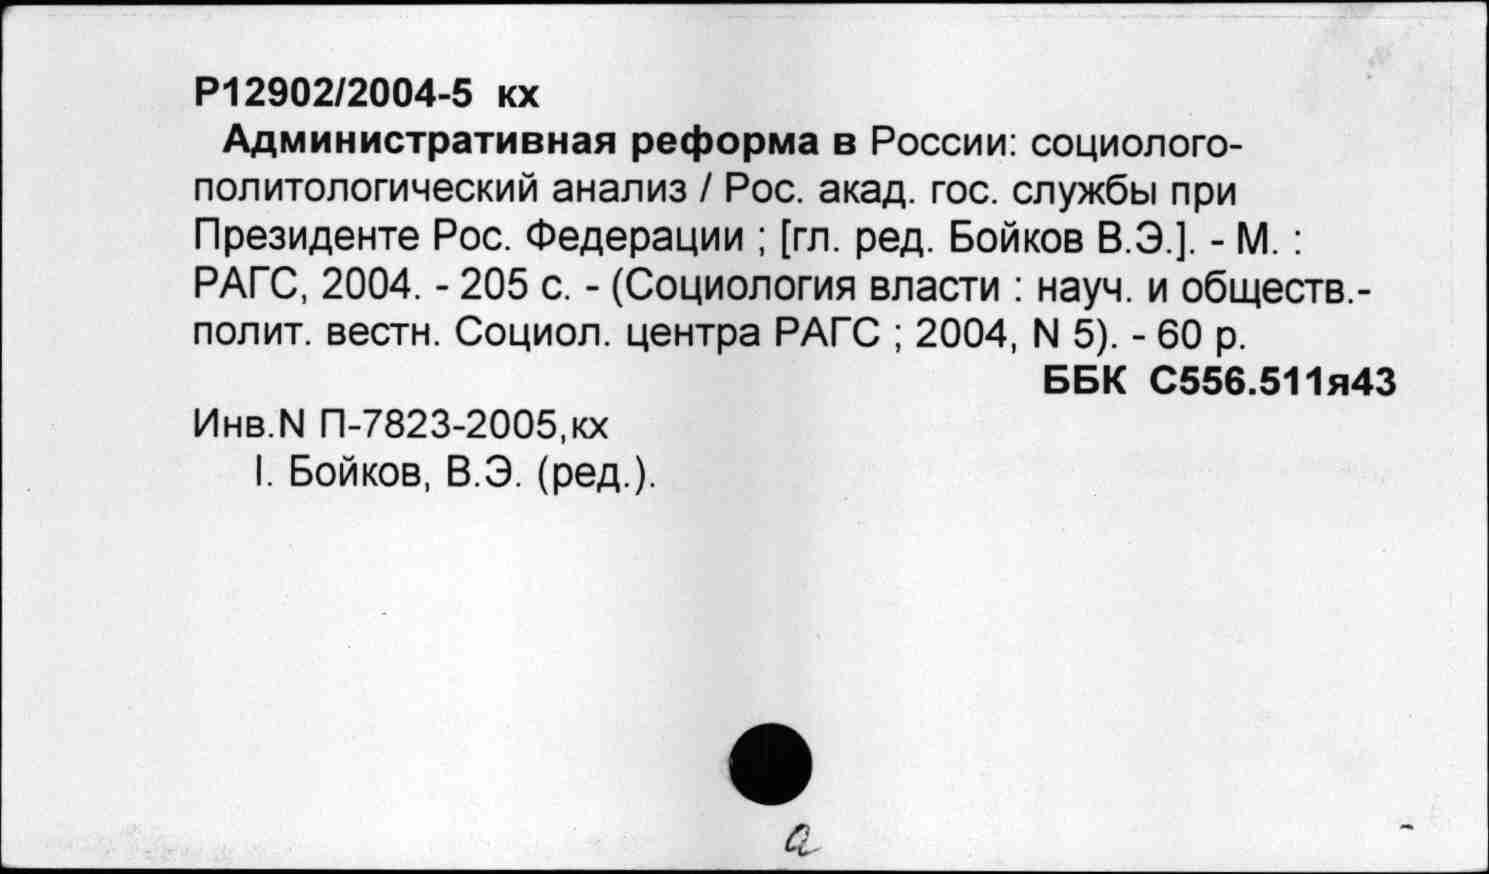 Р12902/2004-5 кх
Административная реформа в России: социолого-
политологический анализ / Рос. акад. гос. службы при
Президенте Рос. Федерации ; [гл. ред. Бойков В.Э.]. - М. :
РАГС, 2004. - 205 с. - (Социология власти : науч. и обществ.-
полит. вестн. Социол. центра РАГС ; 2004, N 5). - 60 р.
ББК С556.511я43
Инв.N П-7823-2005,кх
I. Бойков, В.Э. (ред.).
а